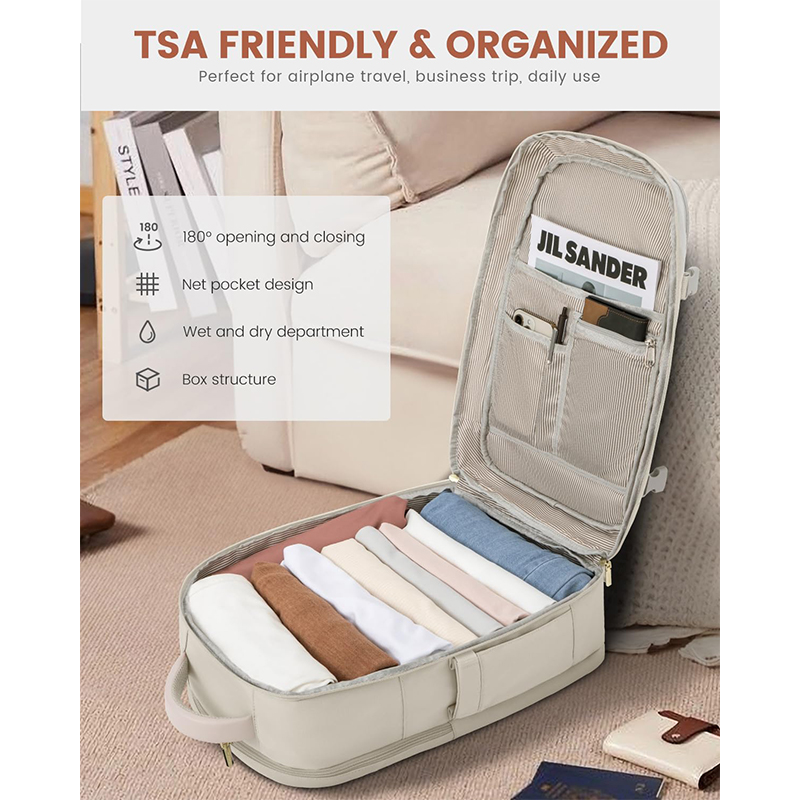 TSA FRIENDLY & ORGANIZED
Perfect for airplane travel, business trip, daily use
STYLE
180
180° opening and closing
Net pocket design
Wet and dry department
Box structure
JIL SANDER